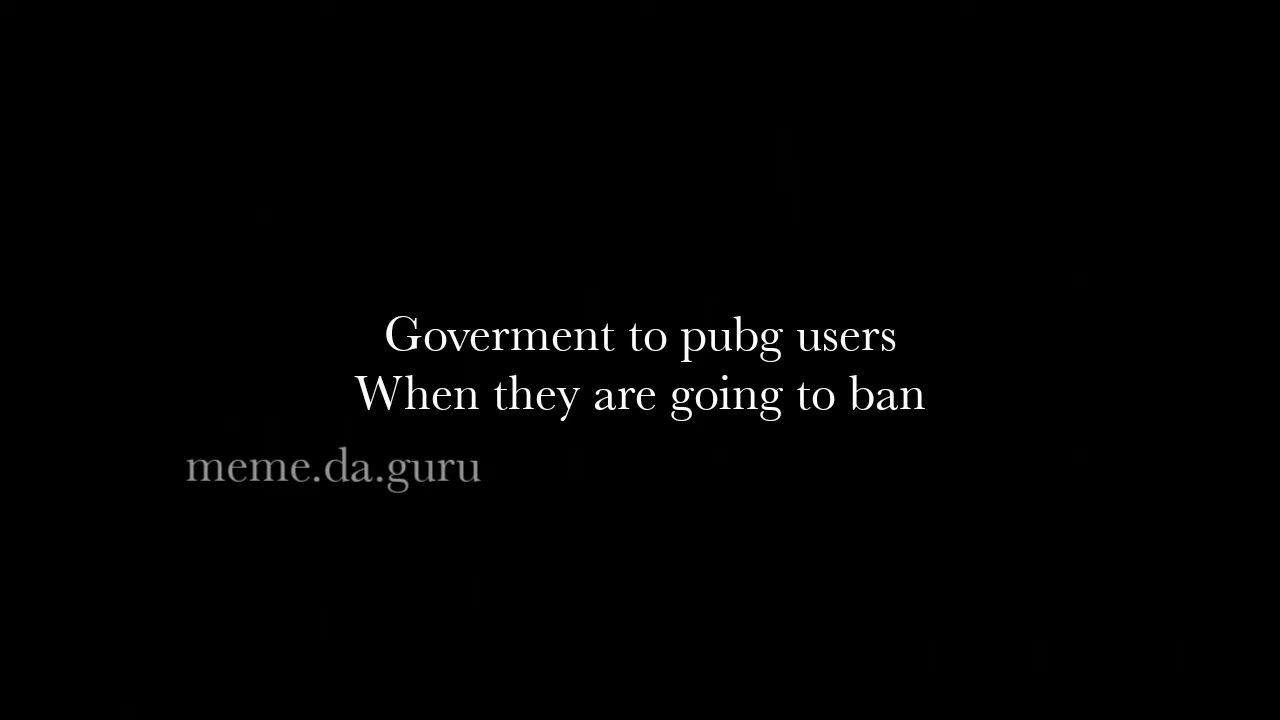 Goverment to pubg users
When they are going to ban
meme.da.guru